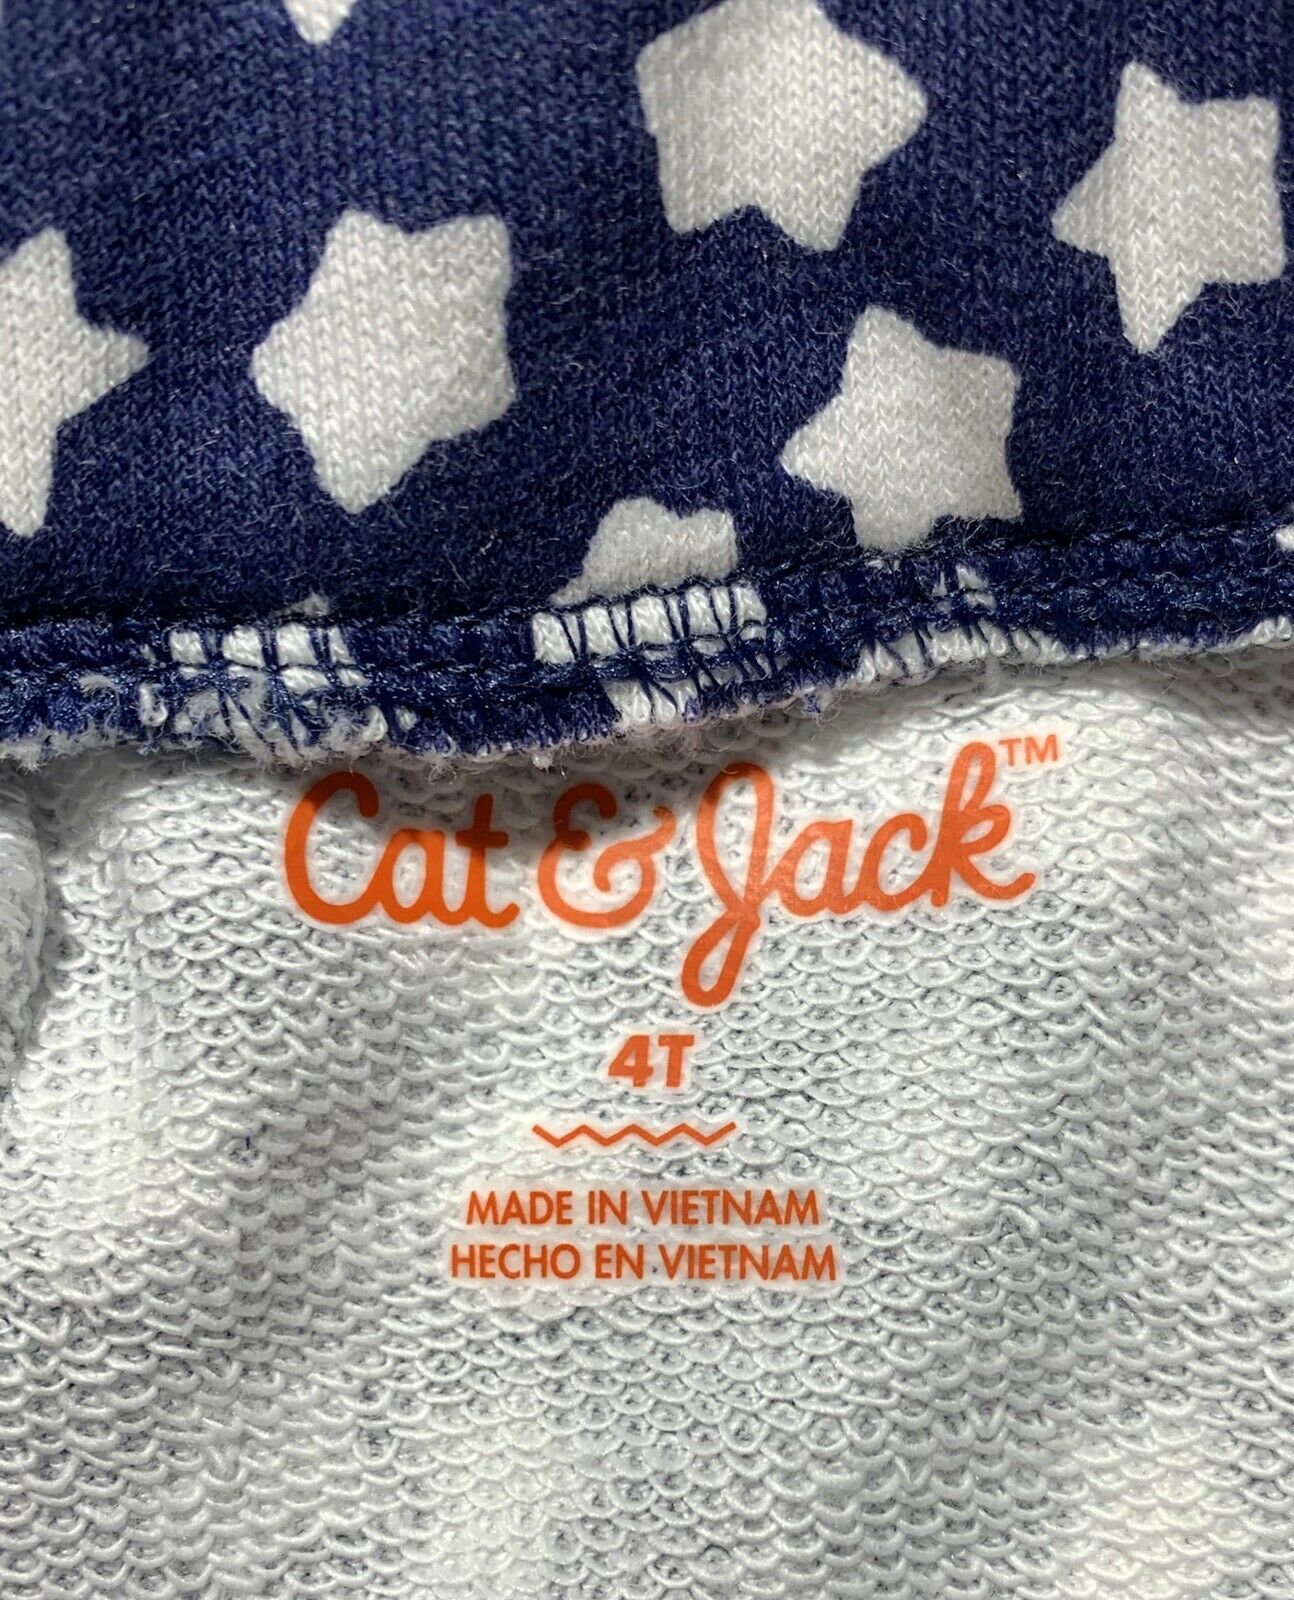 Cat & Jack™
4T
MADE IN VIETNAM
HECHO EN VIETNAM